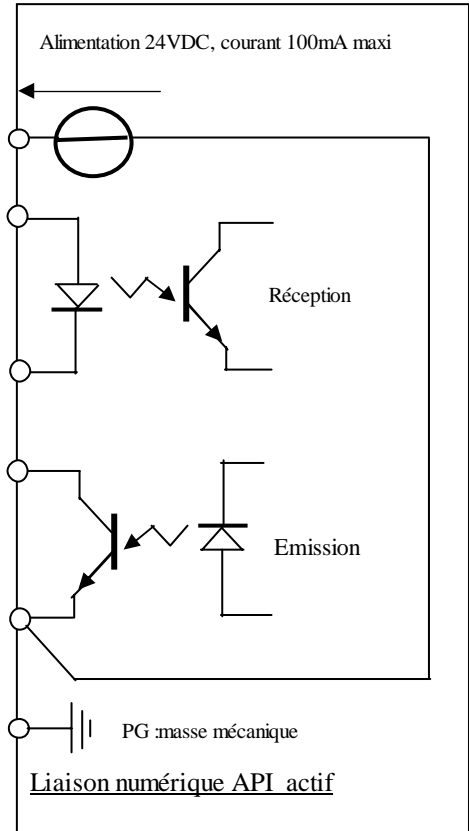 Alimentation 24VDC, courant 100mA maxi
Réception
Emission
PG :masse mécanique
Liaison numérique API actif